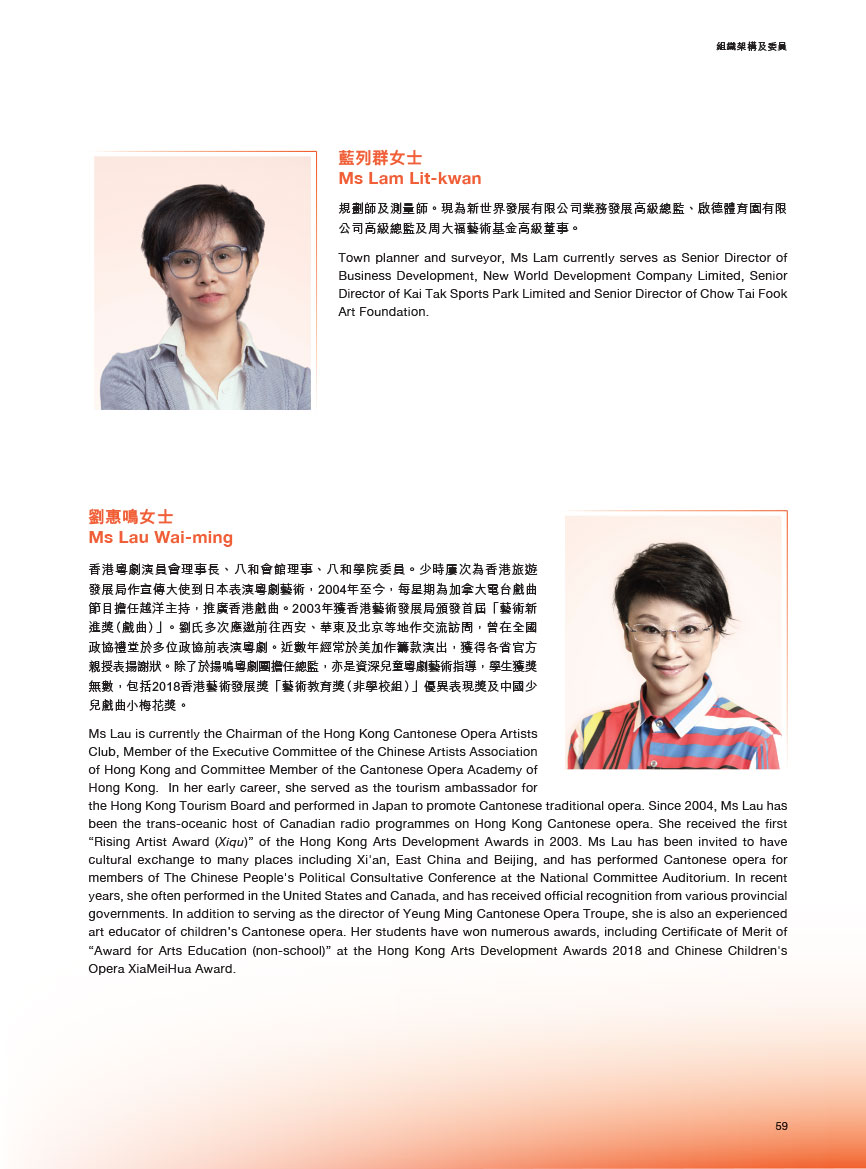 組織架構及委員
藍列群女士
Ms Lam Lit-kwan
規劃師及測量師。現為新世界發展有限公司業務發展高級總監、啟德體育園有限
公司高級總監及周大福藝術基金高級董事。
Town planner and surveyor, Ms Lam currently serves as Senior Director of
Business Development, New World Development Company Limited, Senior
Director of Kai Tak Sports Park Limited and Senior Director of Chow Tai Fook
Art Foundation.
劉惠鳴女士
Ms Lau Wai-ming
香港粵劇演員會理事長、八和會館理事、八和學院委員。少時屢次為香港旅遊
發展局作宣傳大使到日本表演粵劇藝術，2004年至今，每星期為加拿大電台戲曲
節目擔任越洋主持，推廣香港戲曲。2003年獲香港藝術發展局頒發首屆「藝術新
進獎（戲曲）」。劉氏多次應邀前往西安、華東及北京等地作交流訪問，曾在全國
政協禮堂於多位政協前表演粵劇。近數年經常於美加作籌款演出，獲得各省官方
親授表揚謝狀。除了於揚鳴粵劇團擔任總監，亦是資深兒童粵劇藝術指導，學生獲獎
無數，包括2018香港藝術發展獎「藝術教育獎（非學校組）」優異表現獎及中國少
兒戲曲小梅花獎。
Ms Lau is currently the Chairman of the Hong Kong Cantonese Opera Artists
Club, Member of the Executive Committee of the Chinese Artists Association
of Hong Kong and Committee Member of the Cantonese Opera Academy of
Hong Kong.  In her early career, she served as the tourism ambassador for
the Hong Kong Tourism Board and performed in Japan to promote Cantonese traditional opera. Since 2004, Ms Lau has
been the trans-oceanic host of Canadian radio programmes on Hong Kong Cantonese opera. She received the first
“Rising Artist Award (Xiqu)” of the Hong Kong Arts Development Awards in 2003. Ms Lau has been invited to have
cultural exchange to many places including Xi'an, East China and Beijing, and has performed Cantonese opera for
members of The Chinese People's Political Consultative Conference at the National Committee Auditorium. In recent
years, she often performed in the United States and Canada, and has received official recognition from various provincial
governments. In addition to serving as the director of Yeung Ming Cantonese Opera Troupe, she is also an experienced
art educator of children’s Cantonese opera. Her students have won numerous awards, including Certificate of Merit of
“Award for Arts Education (non-school)” at the Hong Kong Arts Development Awards 2018 and Chinese Children's
Opera XiaMeiHua Award.
59